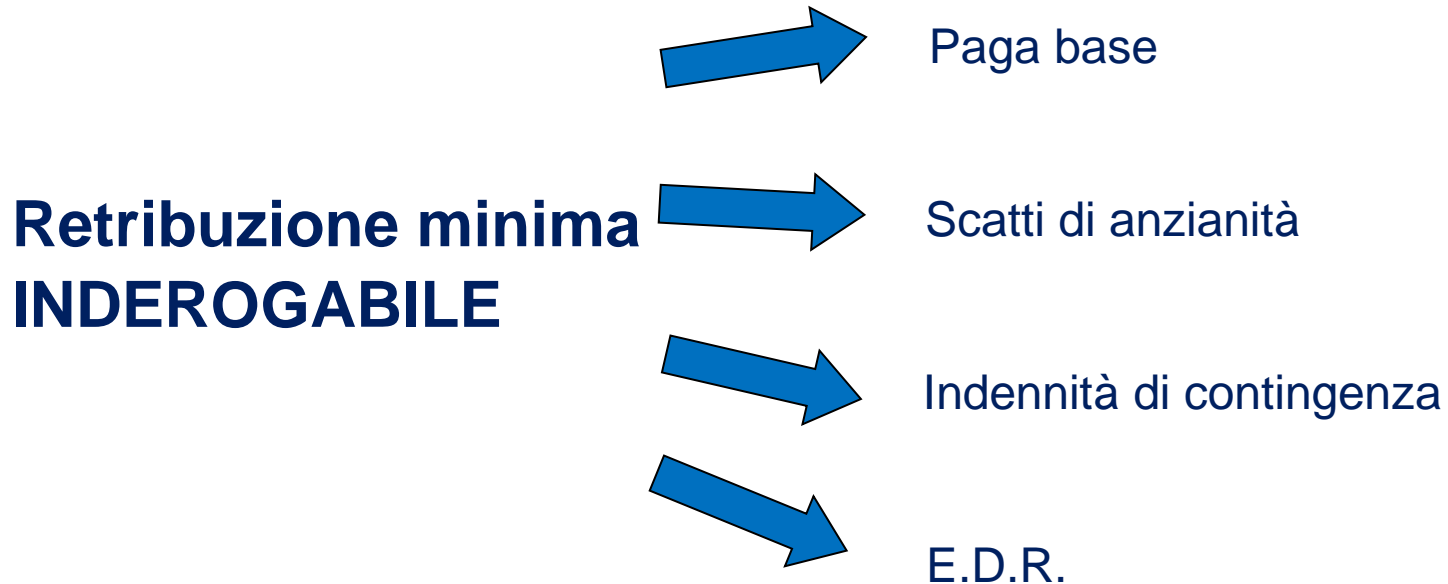 Retribuzione minima
INDEROGABILE
Paga base
Scatti di anzianità
Indennità di contingenza
E.D.R.